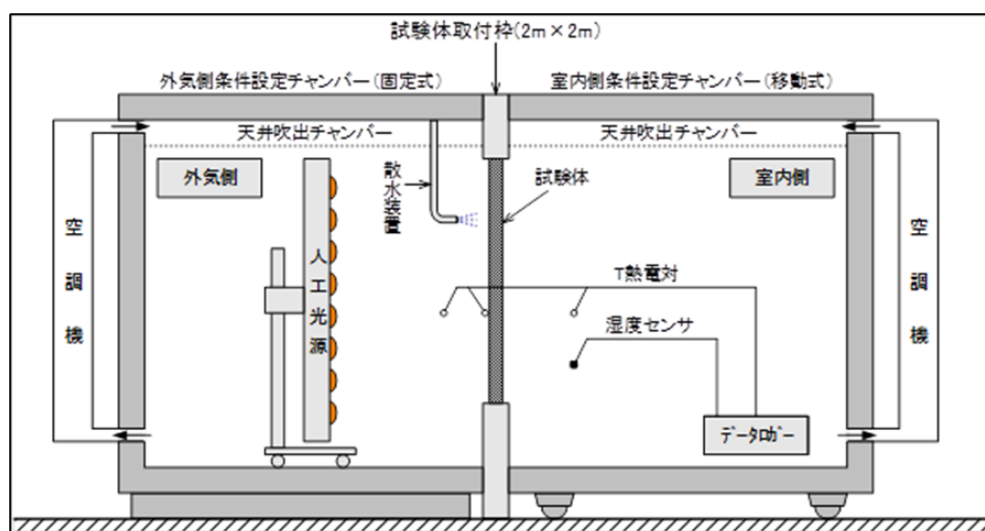 試験体取付枠(2m×2m)
外気側条件設定チャンバー(固定式)
室内側条件設定チャンバー(移動式)
天井吹出チャンバー
天井吹出チャンバー
外気側
散水装置
試験体
室内側
空調機
人工光源
T熱電対
湿度センサ
空調機
データロガー